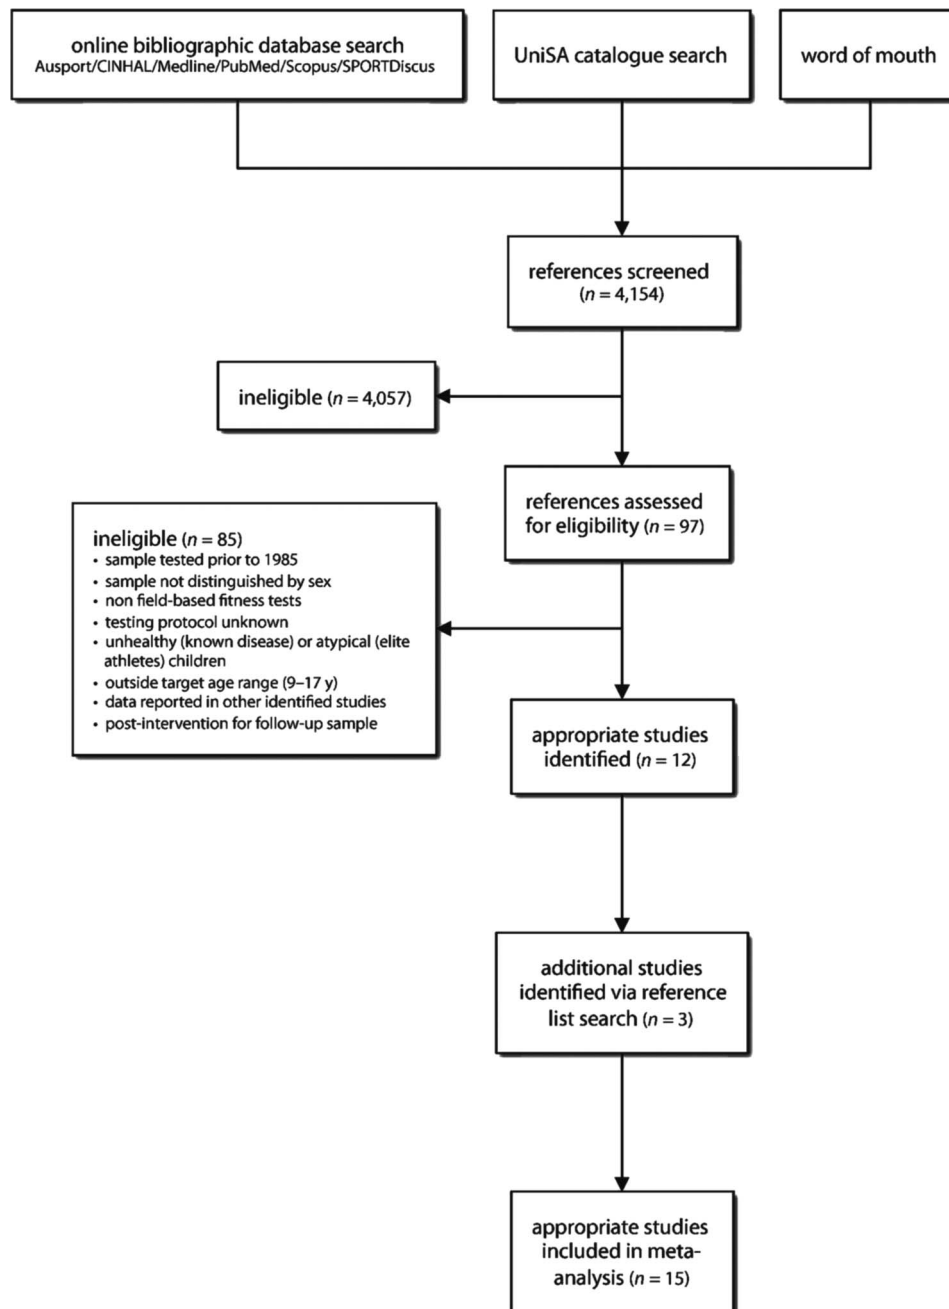 online bibliographic database search
Ausport/CINHAL/Medline/PubMed/Scopus/SPORTDiscus
UniSA catalogue search
word of mouth
references screened
(n = 4,154)
ineligible (n = 4,057)
references assessed
for eligibility (n = 97)
ineligible (n = 85)
• sample tested prior to 1985
• sample not distinguished by sex
• non field-based fitness tests
• testing protocol unknown
• unhealthy (known disease) or atypical (elite
athletes) children
• outside target age range (9–17 y)
• data reported in other identified studies
• post-intervention for follow-up sample
appropriate studies
identified (n = 12)
additional studies
identified via reference
list search (n = 3)
appropriate studies
included in meta-
analysis (n = 15)